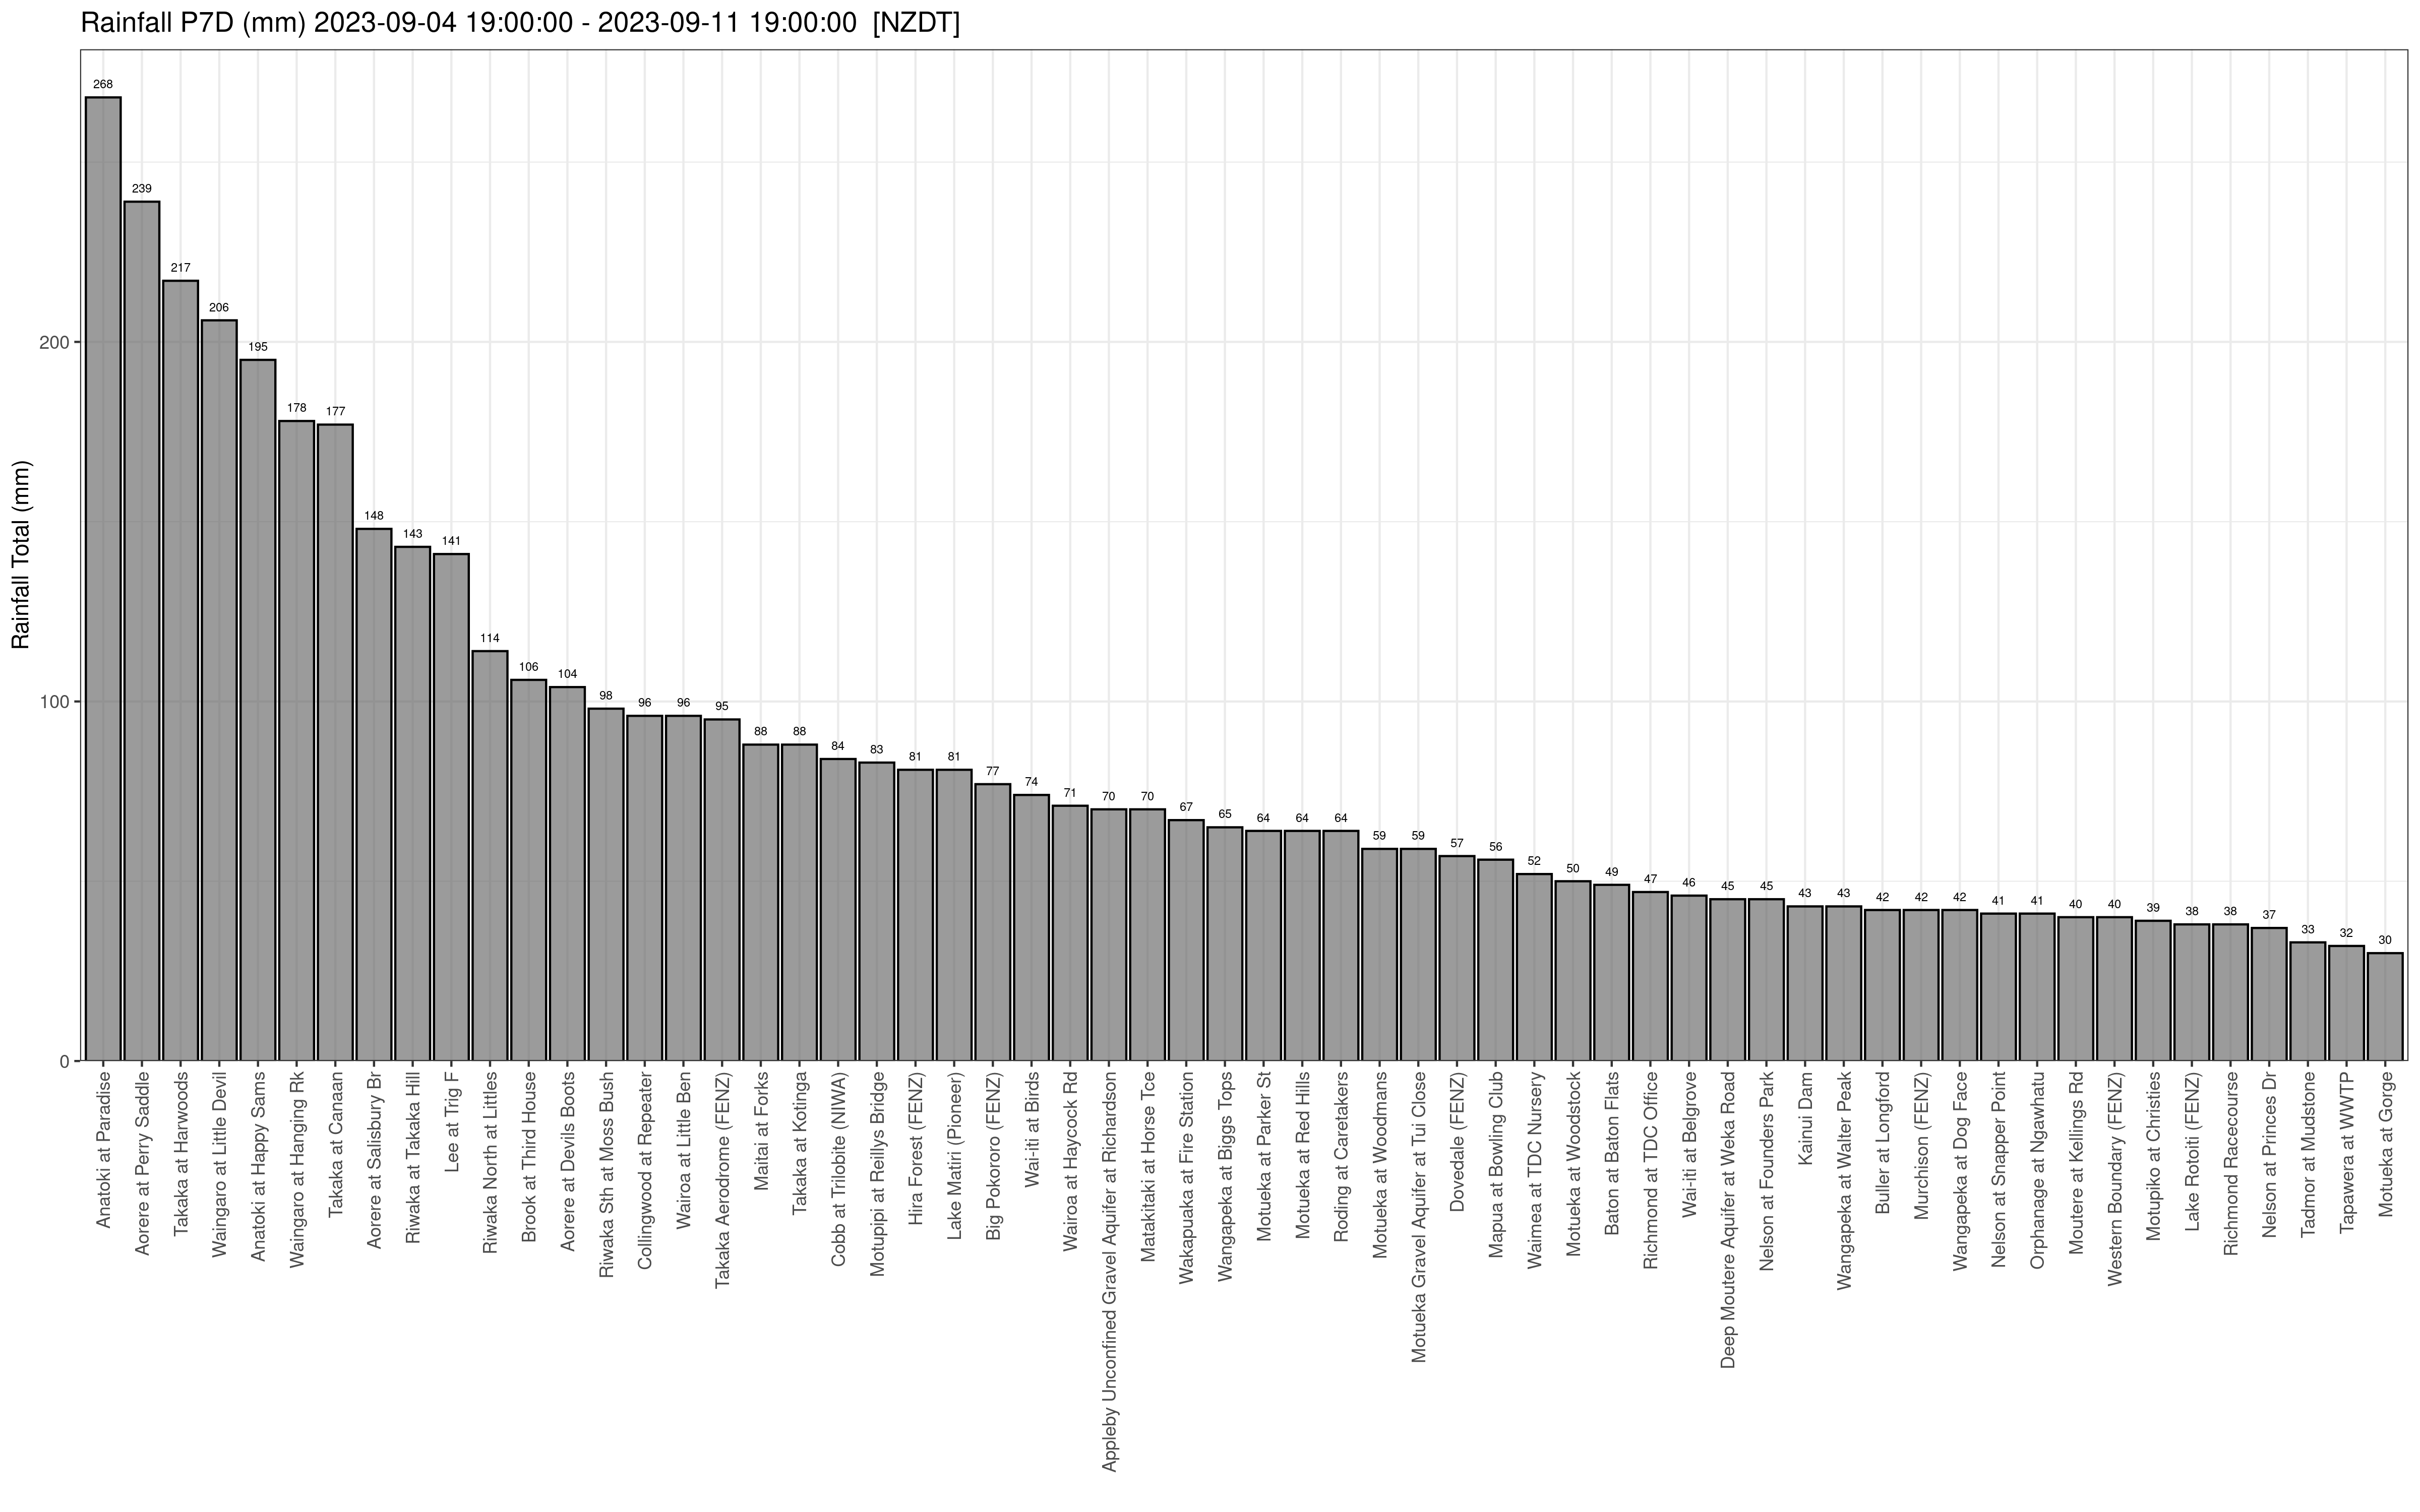 Rainfall P7D (mm) 2023-09-04 19:00:00 - 2023-09-11 19:00:00 [NZDT]
Rainfall Total (mm)
200
100
0
268
239
217
206
195
178
177
148
143
141
114
106
104
98
96
96
95
88
88
84
83
81
81
77
74
71
70
70
67
65
64
64
64
59
59
57
56
52
50
49
47
46
45
45
43
43
42
42
42
41
41
40
40
39
38
38
37
33
32
30
Anatoki at Paradise
Aorere at Perry Saddle
Takaka at Harwoods
Waingaro at Little Devil
Anatoki at Happy Sams
Waingaro at Hanging Rk
Takaka at Canaan
Aorere at Salisbury Br
Riwaka at Takaka Hill
Lee at Trig F
Riwaka North at Littles
Brook at Third House
Aorere at Devils Boots
Riwaka Sth at Moss Bush
Collingwood at Repeater
Wairoa at Little Ben
Takaka Aerodrome (FENZ)
Maitai at Forks
Takaka at Kotinga
Cobb at Trilobite (NIWA)
Motupipi at Reillys Bridge
Hira Forest (FENZ)
Lake Matiri (Pioneer)
Big Pokororo (FENZ)
Wai-iti at Birds
Wairoa at Haycock Rd
Appleby Unconfined Gravel Aquifer at Richardson
Matakitaki at Horse Tce
Wakapuaka at Fire Station
Wangapeka at Biggs Tops
Motueka at Parker St
Motueka at Red Hills
Roding at Caretakers
Motueka at Woodmans
Motueka Gravel Aquifer at Tui Close
Dovedale (FENZ)
Mapua at Bowling Club
Waimea at TDC Nursery
Motueka at Woodstock
Baton at Baton Flats
Richmond at TDC Office
Wai-iti at Belgrove
Deep Moutere Aquifer at Weka Road
Nelson at Founders Park
Kainui Dam
Wangapeka at Walter Peak
Buller at Longford
Murchison (FENZ)
Wangapeka at Dog Face
Nelson at Snapper Point
Orphanage at Ngawhatu
Moutere at Kellings Rd
Western Boundary (FENZ)
Motupiko at Christies
Lake Rotoiti (FENZ)
Richmond Racecourse
Nelson at Princes Dr
Tadmor at Mudstone
Tapawera at WWTP
Motueka at Gorge